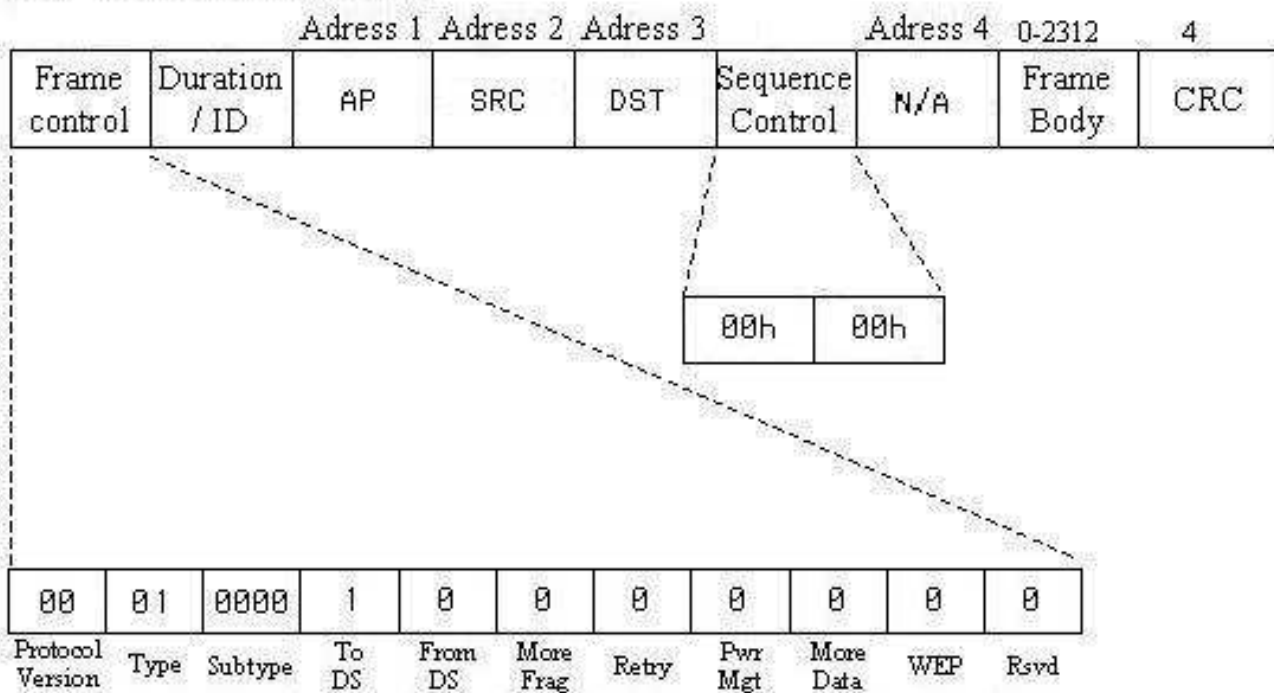 Adress 1 Adress 2 Adress 3 Adress 4 0-2312 4
Frame control
Duration / ID
AP
SRC
DST
Sequence Control
N/A
Frame Body
CRC
00h 00h
00 01 0000 1 0 0 0 0 0 0 0
Protocol Version
Type
Subtype
To DS
From DS
More Frag
Retry
Pwr Mgt
More Data
WEP
Rsvd